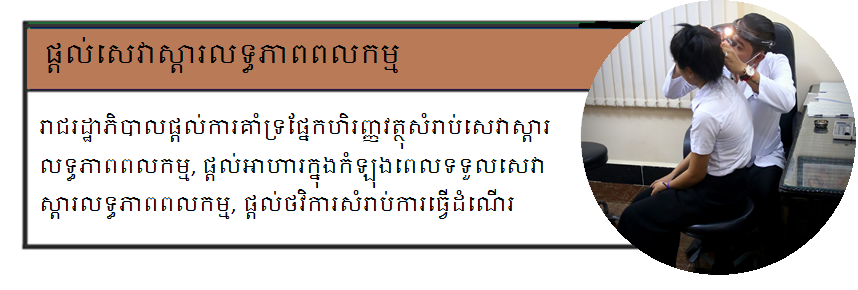 ផ្តល់សេវាស្តារលទ្ធភាពពលកម្ម
រាជរដ្ឋាភិបាលផ្តល់ការគាំទ្រផ្នែកហិរញ្ញវត្ថុសំរាប់សេវាស្តារ
លទ្ធភាពពលកម្ម, ផ្តល់អាហារក្នុងកំឡុងពេលទទួលសេវា
ស្តារលទ្ធភាពពលកម្ម, ផ្តល់ថវិការសំរាប់ការធ្វើដំណើរ